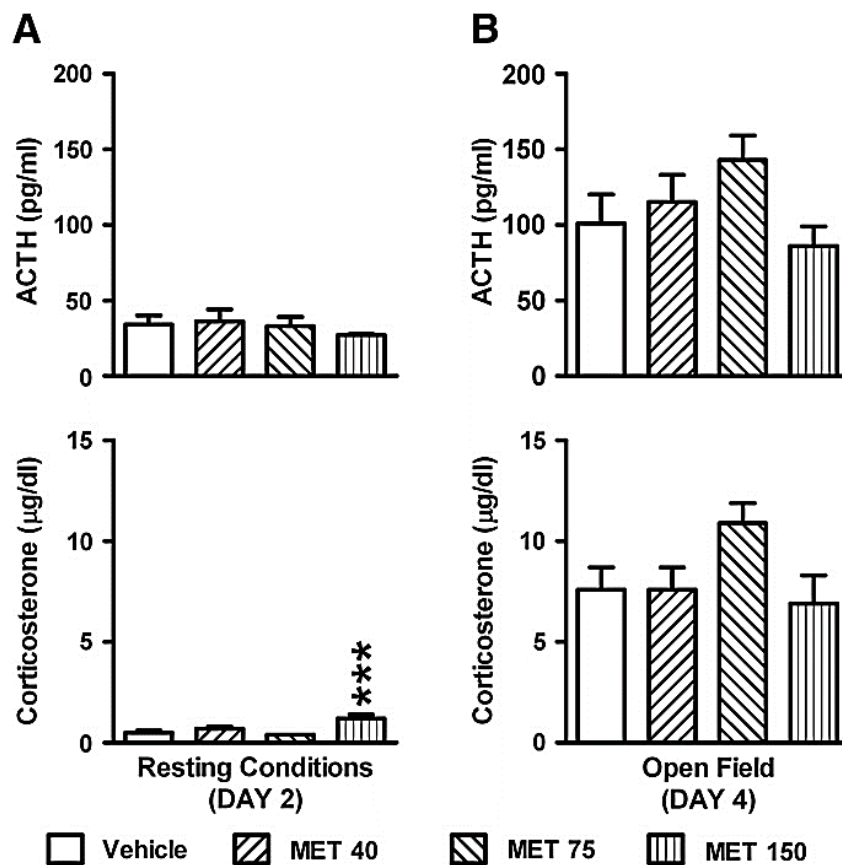 A
B
200
150
100
50
0
ACTH (pg/ml)
200
150
100
50
0
ACTH (pg/ml)
15
10
5
0
Corticosterone (μg/dl)
***
15
10
5
0
Corticosterone (μg/dl)
Resting Conditions
(DAY 2)
Open Field
(DAY 4)
Vehicle
MET 40
MET 75
MET 150